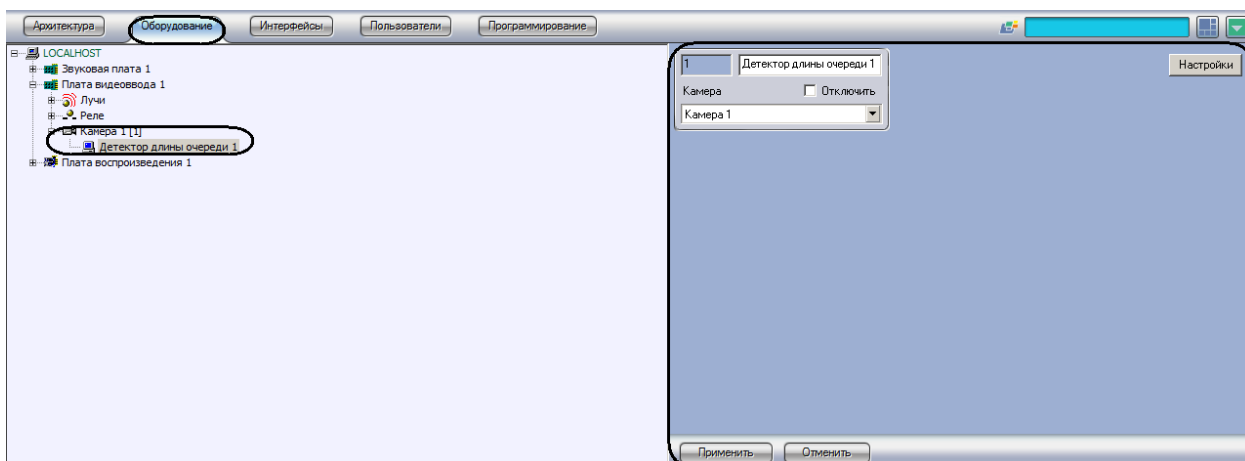 Архитектура Оборудование Интерфейсы Пользователи Программирование
LOCALHOST
Звуковая плата 1
Плата видеоввода 1
Лучи
Реле
Камера 1 [1]
Детектор длины очереди 1
Плата воспроизведения 1
1 Детектор длины очереди 1
Настройки
Камера Отключить
Камера 1
Применить Отменить